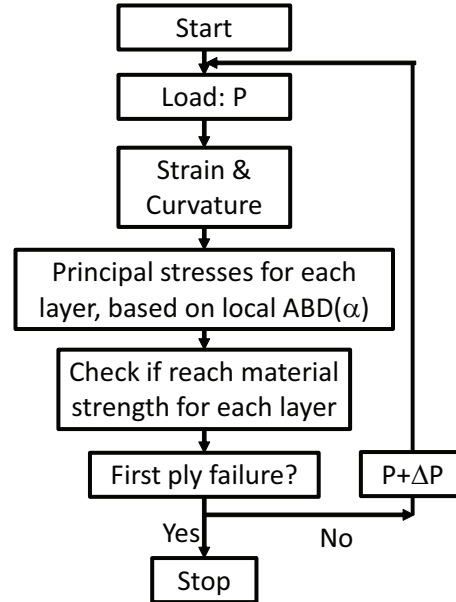 Start
Load: P
Strain &
Curvature
Principal stresses for each
layer, based on local ABD(α)
Check if reach material
strength for each layer
First ply failure?
P+ΔP
Yes
No
Stop